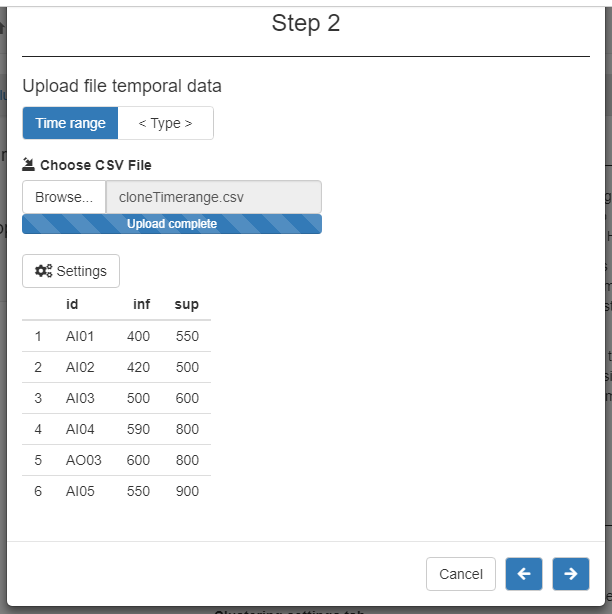 Step 2
Upload file temporal data
Time range < Type >
Choose CSV File
Browse... cloneTimerange.csv
Upload complete
Settings
id inf sup
1 AI01 400 550
2 AI02 420 500
3 AI03 500 600
4 AI04 590 800
5 AO03 600 800
6 AI05 550 900
Cancel